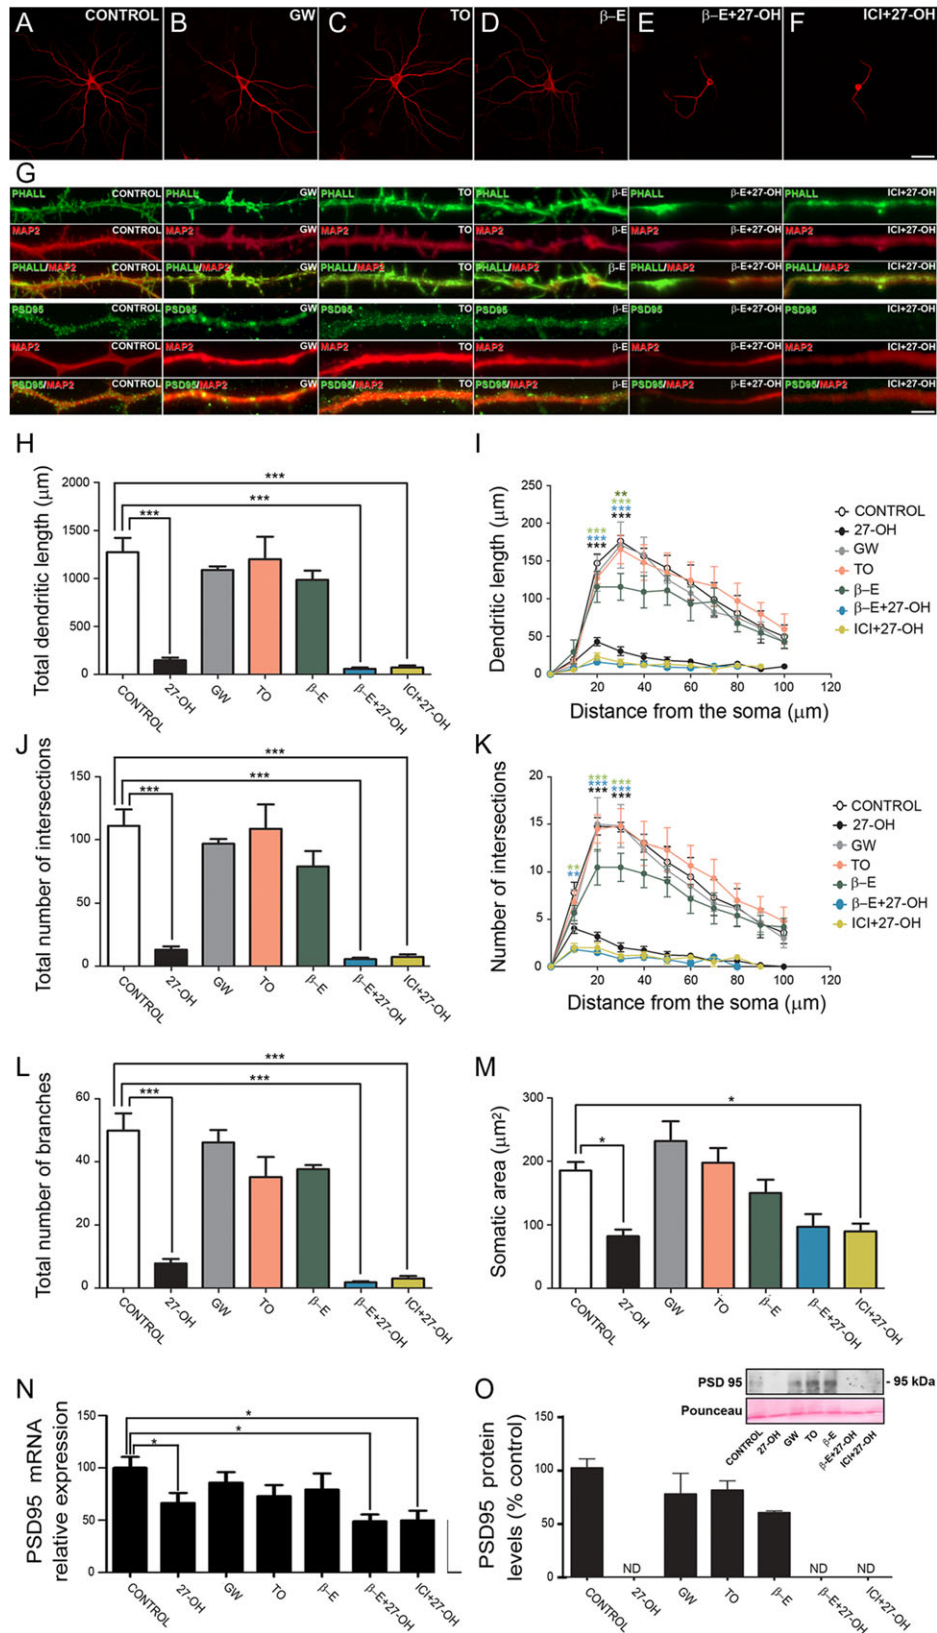 A CONTROL B GW C TO D β–E E β–E+27-OH F ICI+27-OH
G
PHALL CONTROL GW TO β–E β-E+27-OH ICI+27-OH
MAP2 CONTROL MAP2 GW MAP2 TO MAP2 β–E MAP2 β-E+27-OH MAP2 ICI+27-OH
PHALL/MAP2 CONTROL PHALL/MAP2 GW PHALL/MAP2 TO PHALL/MAP2 β–E PHALL/MAP2 β-E+27-OH PHALL/MAP2 ICI+27-OH
PSD95 CONTROL PSD95 GW PSD95 TO PSD95 β–E PSD95 β-E+27-OH PSD95 ICI+27-OH
MAP2 CONTROL MAP2 GW MAP2 TO MAP2 β–E MAP2 β-E+27-OH MAP2 ICI+27-OH
PSD95/MAP2 CONTROL PSD95/MAP2 GW PSD95/MAP2 TO PSD95/MAP2 β–E PSD95/MAP2 β-E+27-OH PSD95/MAP2 ICI+27-OH
H
Total dendritic length (μm)
2000
1500
1000
500
0
***
***
***
CONTROL 27-OH GW TO β–E β–E+27-OH ICI+27-OH
I
Dendritic length (μm)
250
200
150
100
50
0
**
*** ***
*** ***
*** ***
20 40 60 80 100 120
Distance from the soma (μm)
CONTROL
27-OH
GW
TO
β–E
β–E+27-OH
ICI+27-OH
J
Total number of intersections
150
100
50
0
***
***
***
CONTROL 27-OH GW TO β–E β–E+27-OH ICI+27-OH
K
Number of intersections
20
15
10
5
0
*** ***
*** ***
*** ***
**
**
20 40 60 80 100 120
Distance from the soma (μm)
CONTROL
27-OH
GW
TO
β–E
β–E+27-OH
ICI+27-OH
L
Total number of branches
60
40
20
0
***
***
***
CONTROL 27-OH GW TO β–E β–E+27-OH ICI+27-OH
M
Somatic area (μm²)
300
200
100
0
*
*
CONTROL 27-OH GW TO β–E β–E+27-OH ICI+27-OH
N
PSD95 mRNA
relative expression
150
100
50
0
*
*
*
CONTROL 27-OH GW TO β–E β–E+27-OH ICI+27-OH
O
PSD 95 - 95 kDa
Pounceau
CONTROL 27-OH GW TO β-E β-E+27-OH ICI+27-OH
PSD95 protein
levels (% control)
150
100
50
0
ND ND ND
CONTROL 27-OH GW TO β–E β–E+27-OH ICI+27-OH